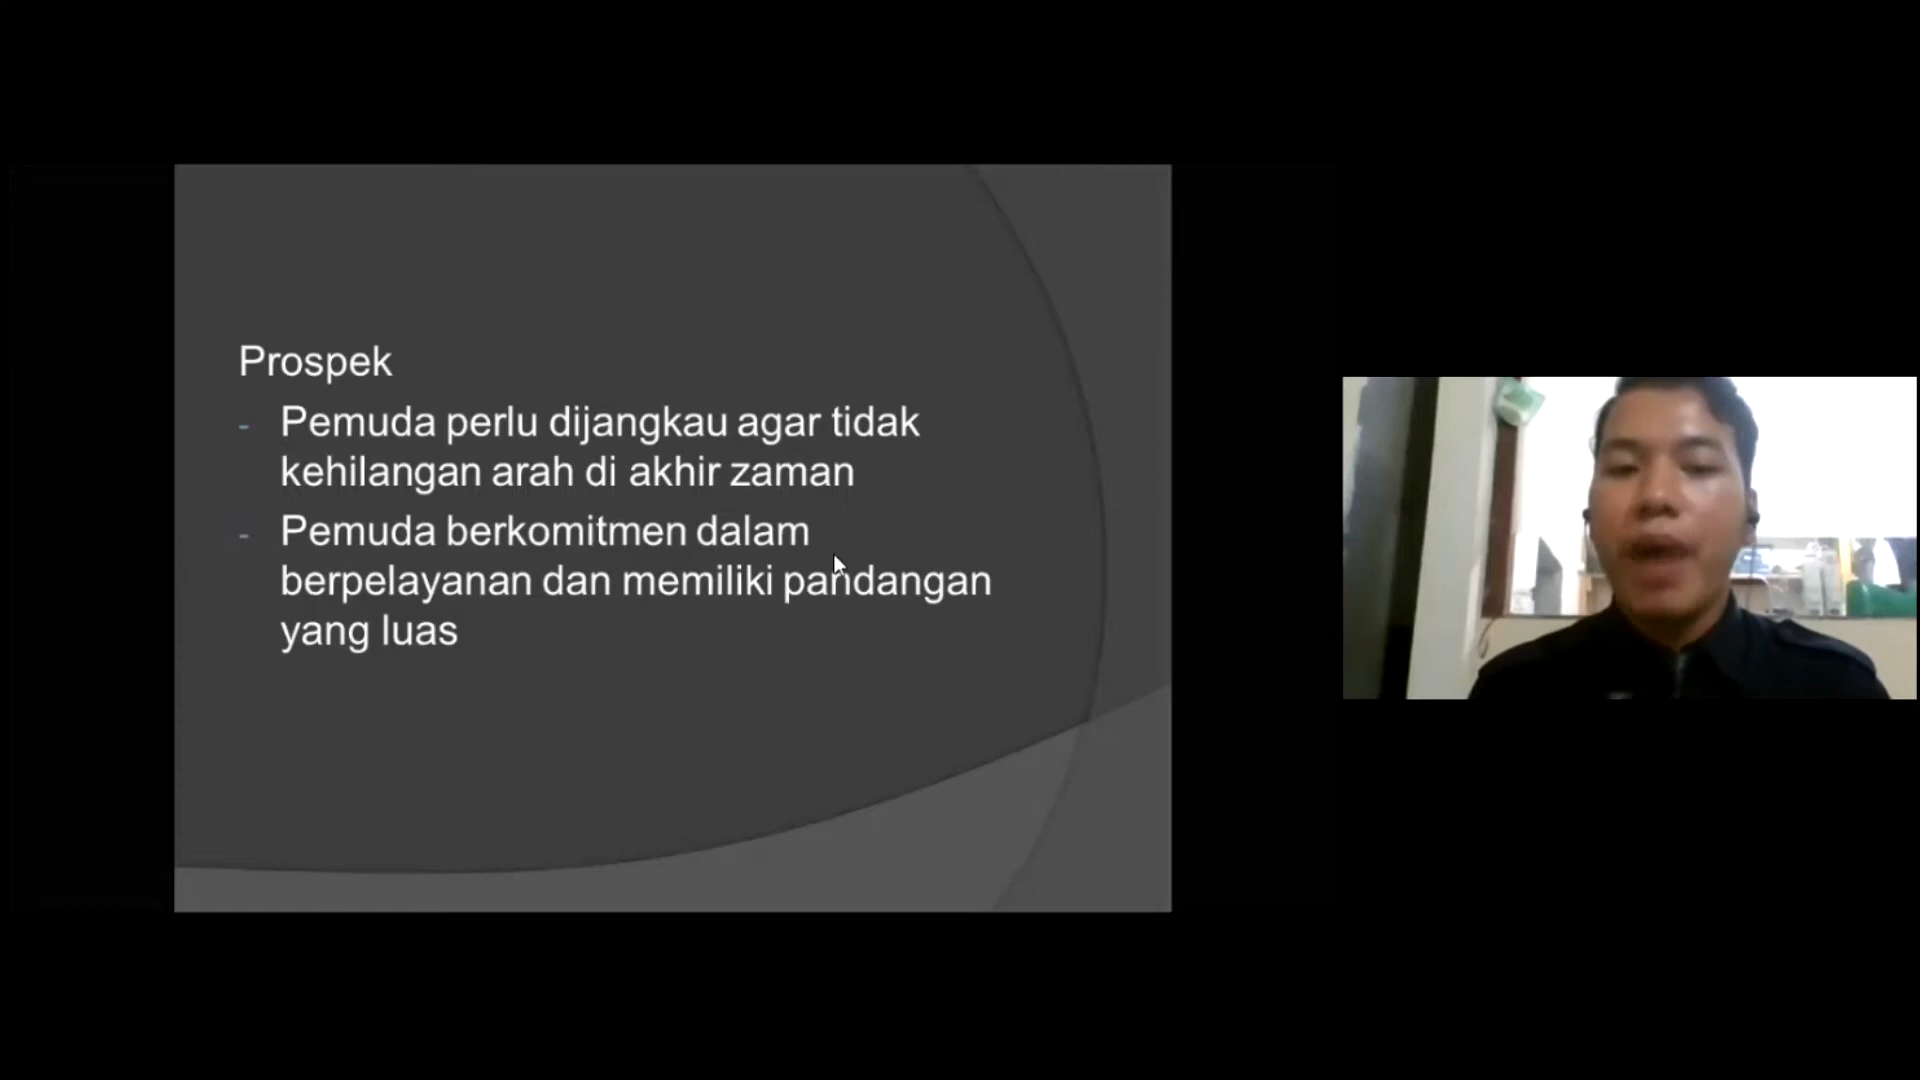 Prospek
- Pemuda perlu dijangkau agar tidak
kehilangan arah di akhir zaman
- Pemuda berkomitmen dalam
berpelayanan dan memiliki pandangan
yang luas